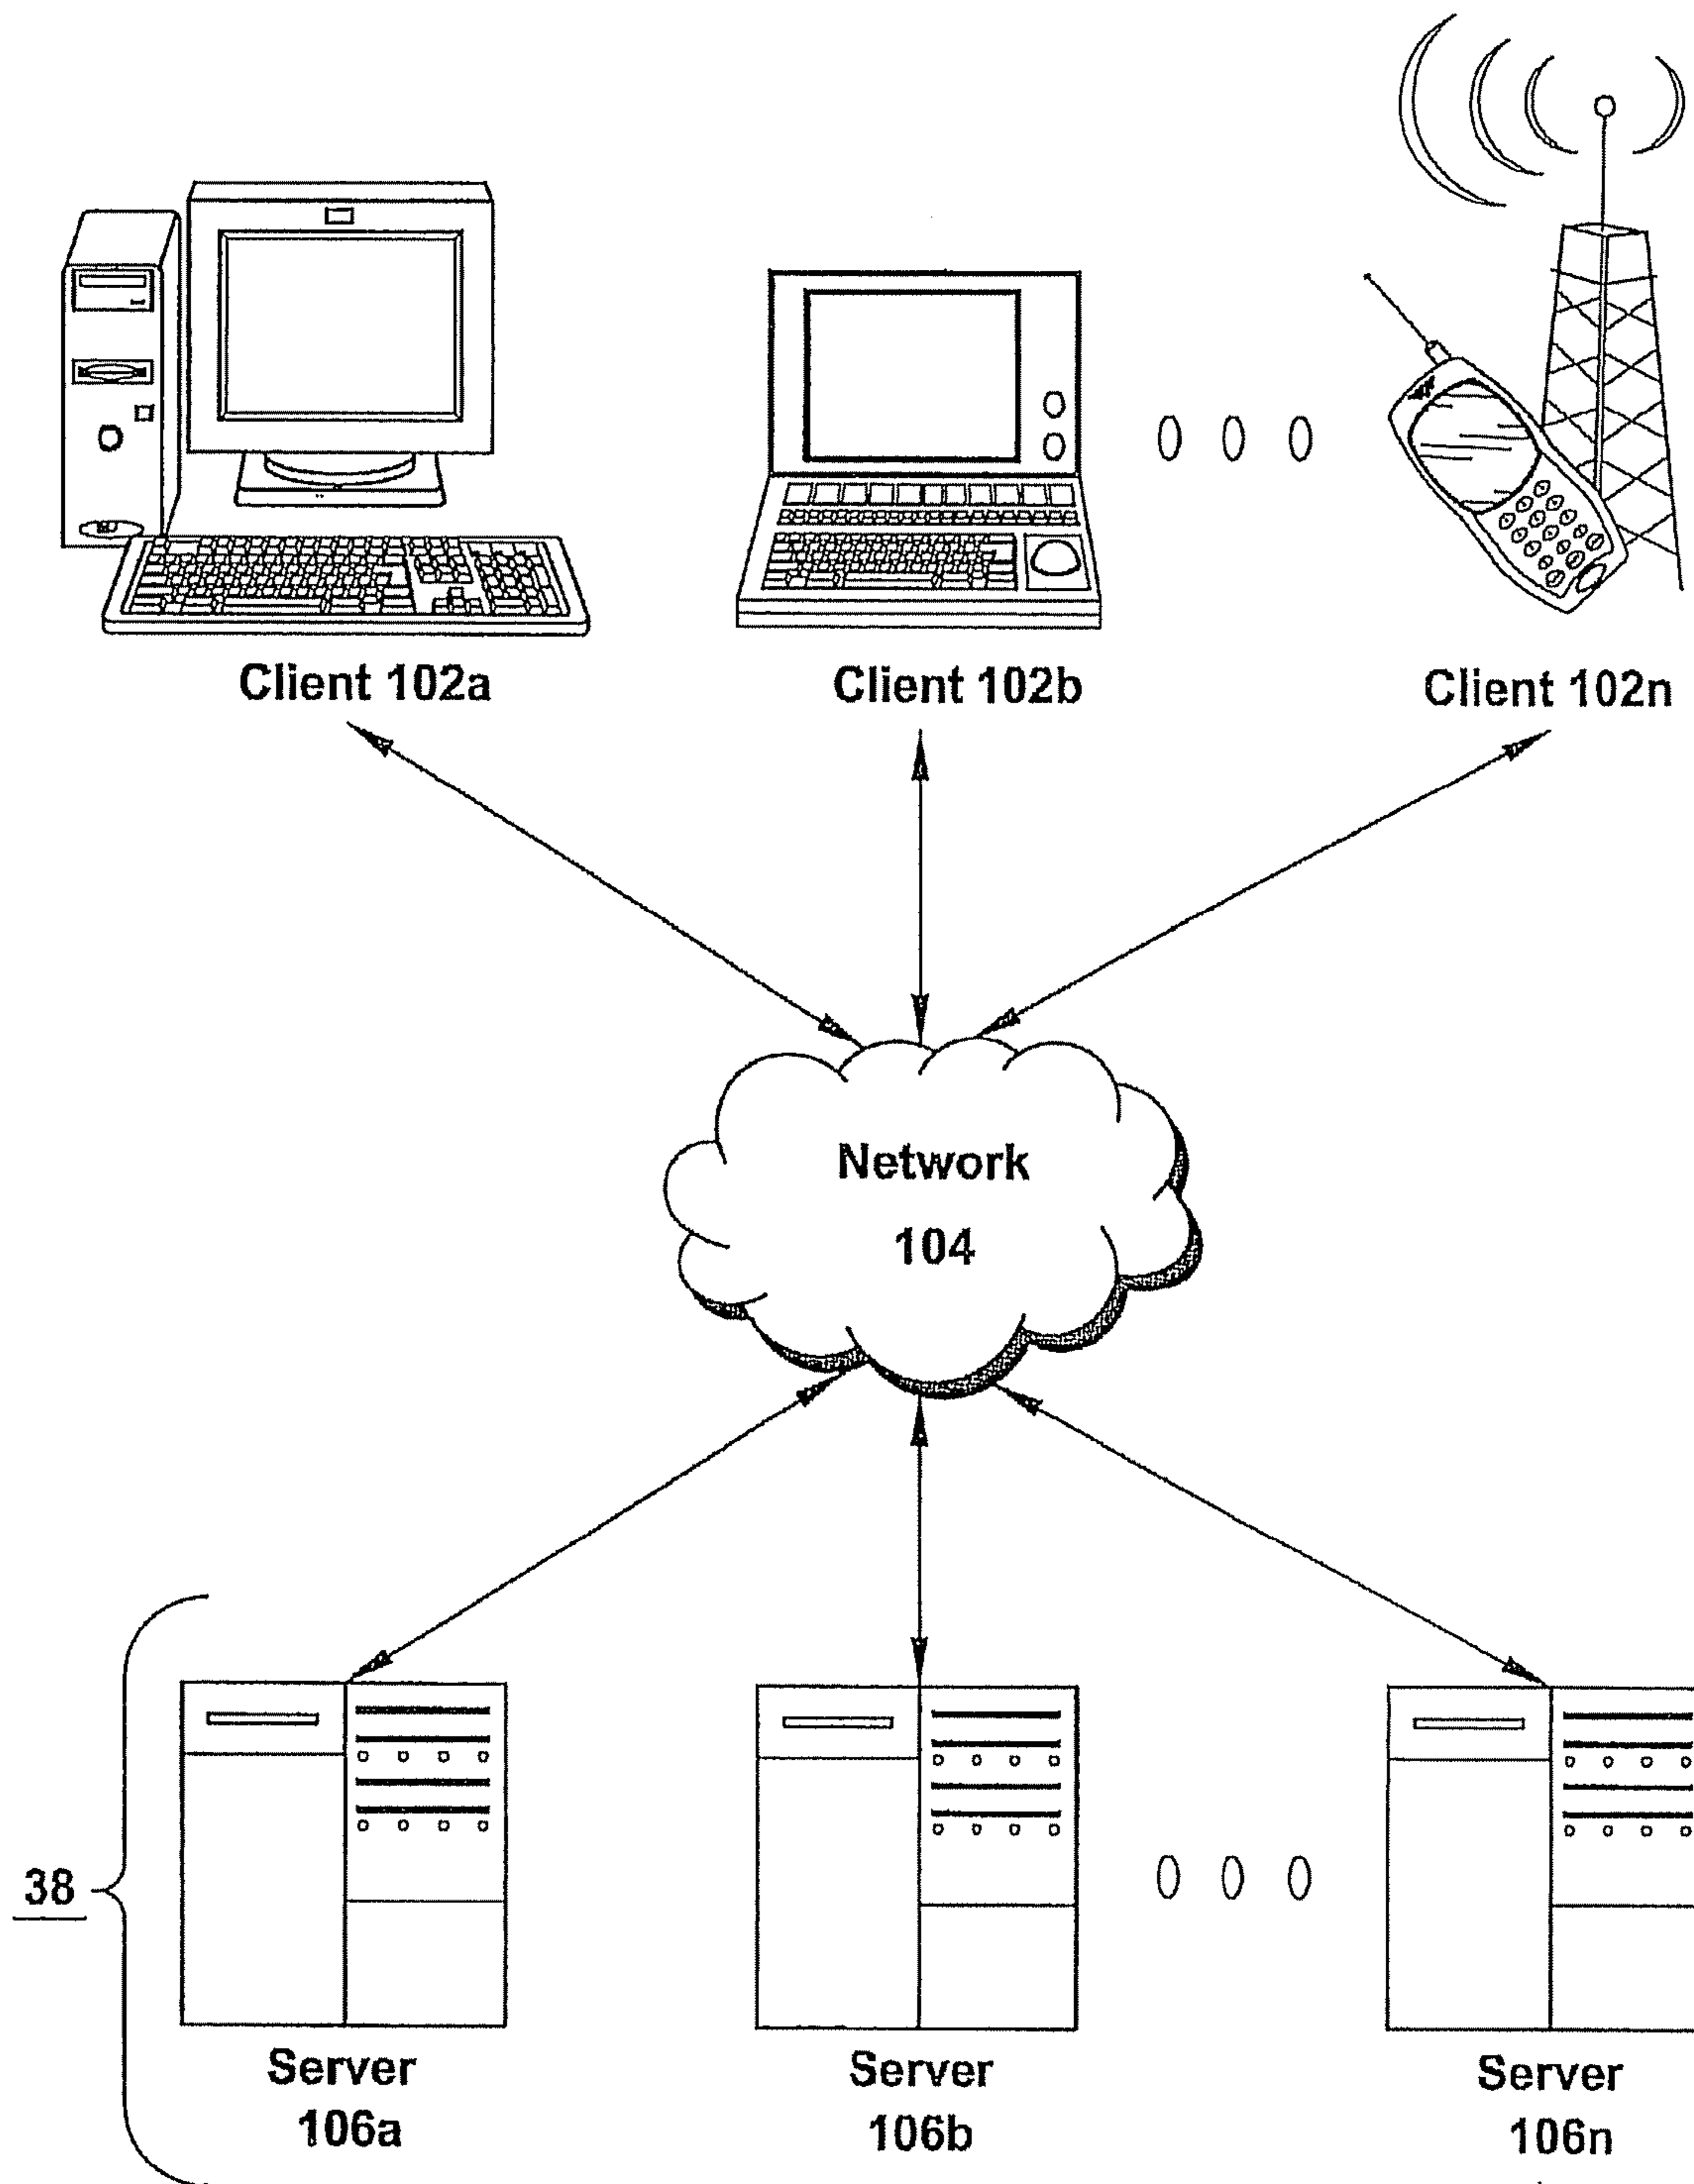 Client 102a
Client 102b
Client 102n
Network
104
38
Server
106a
Server
106b
Server
106n